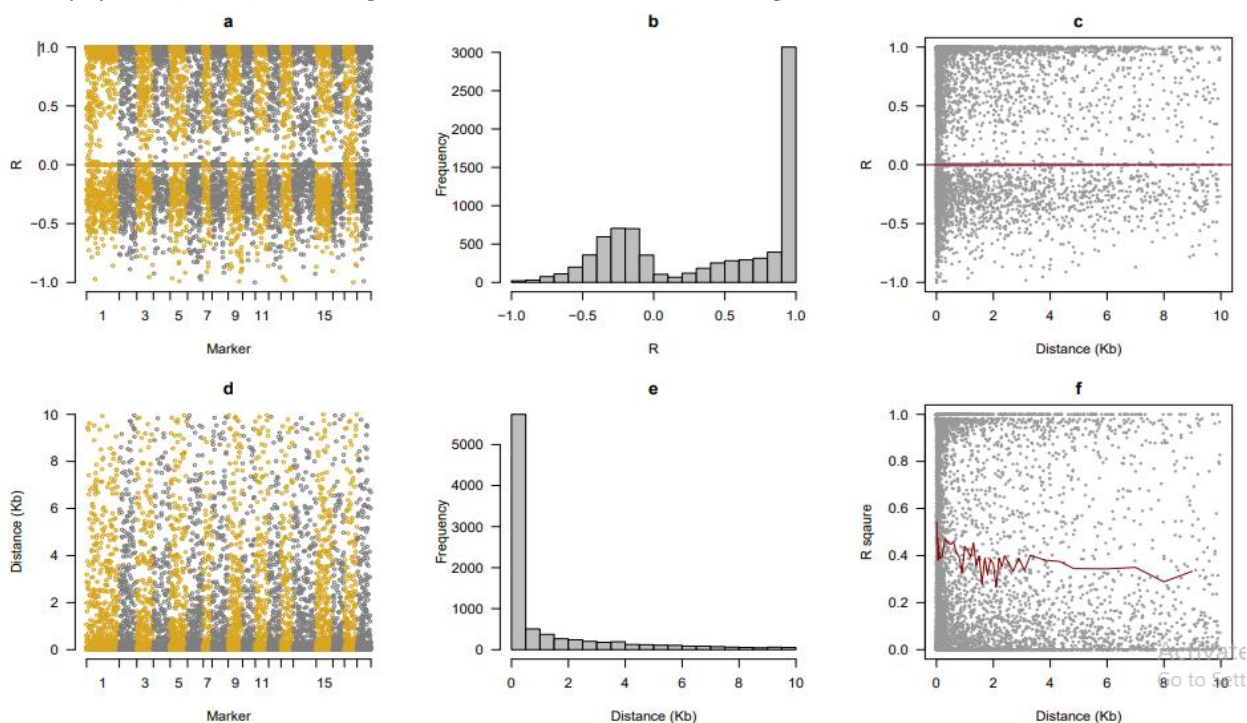 a
1.0
0.5
0.0
−0.5
−1.0
R
1 3 5 7 9 11 15
Marker
b
3000
2500
2000
1500
1000
500
0
Frequency
−1.0 −0.5 0.0 0.5 1.0
R
c
1.0
0.5
0.0
−0.5
−1.0
R
0 2 4 6 8 10
Distance (Kb)
d
10
8
6
4
2
0
Distance (Kb)
1 3 5 7 9 11 15
Marker
e
5000
4000
3000
2000
1000
0
Frequency
0 2 4 6 8 10
Distance (Kb)
f
1.0
0.8
0.6
0.4
0.2
0.0
R sqaure
0 2 4 6 8 10
Distance (Kb)
Activate
Go to Sett